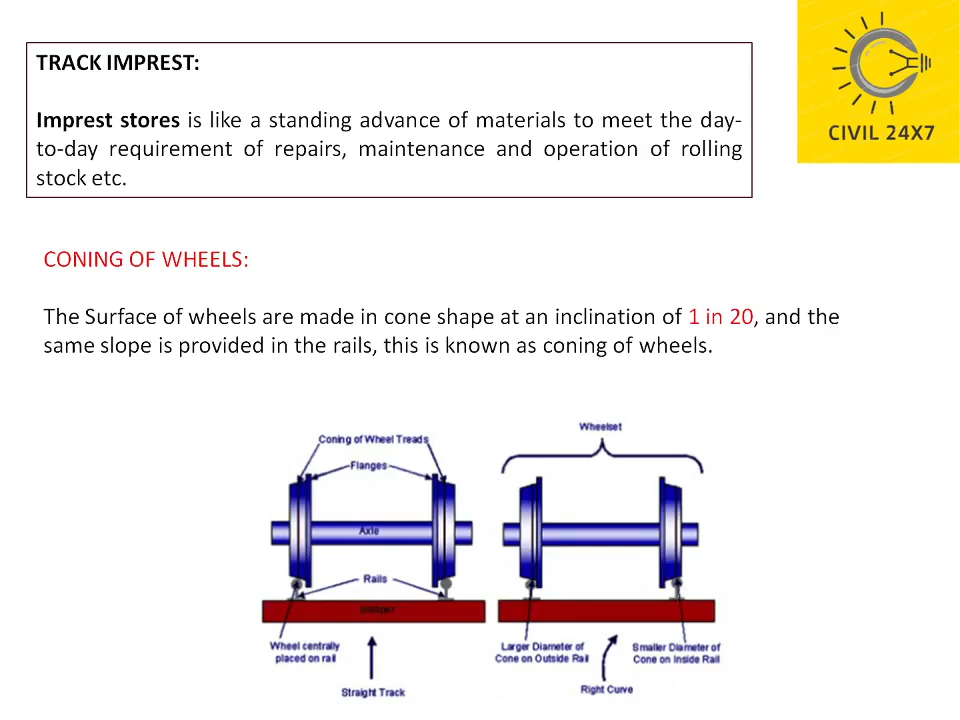 TRACK IMPREST:
Imprest stores is like a standing advance of materials to meet the day-
to-day requirement of repairs, maintenance and operation of rolling
stock etc.
CIVIL 24X7
CONING OF WHEELS:
The Surface of wheels are made in cone shape at an inclination of 1 in 20, and the
same slope is provided in the rails, this is known as coning of wheels.
Coning of Wheel Treads
Flanges
Axle
Rails
Sleeper
Wheel centrally
placed on rail
Straight Track
Wheelset
Larger Diameter of
Cone on Outside Rail
Smaller Diameter of
Cone on Inside Rail
Right Curve